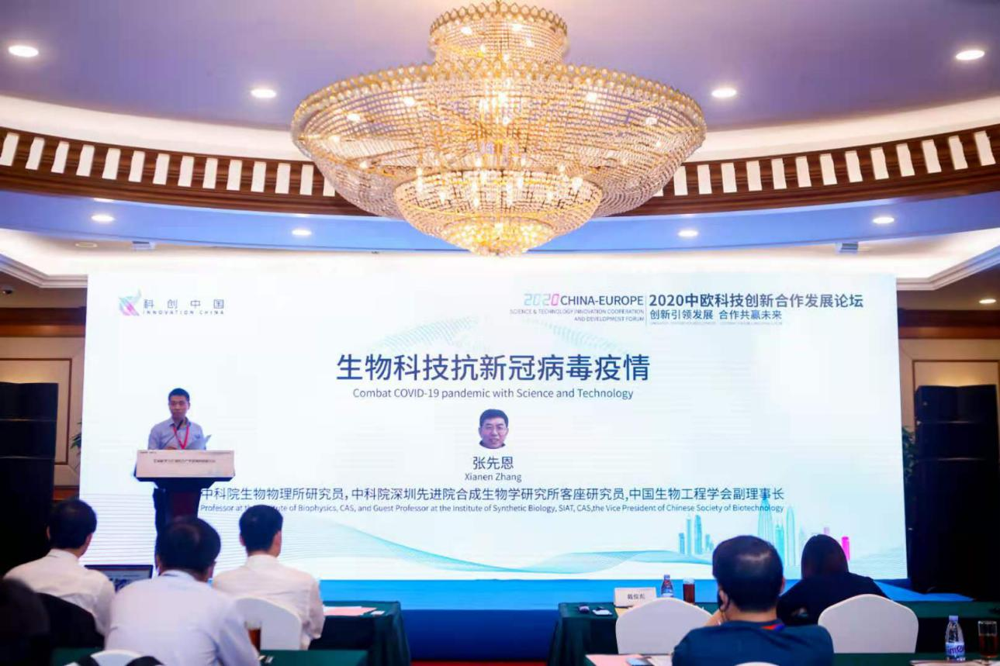 科创中国
INNOVATION CHINA
2020 CHINA-EUROPE
SCIENCE & TECHNOLOGY INNOVATION COOPERATION
AND DEVELOPMENT FORUM
2020中欧科技创新合作发展论坛
创新引领发展 合作共赢未来
生物科技抗新冠病毒疫情
Combat COVID-19 pandemic with Science and Technology
张先恩
Xianen Zhang
中科院生物物理所研究员,中科院深圳先进院合成生物学研究所客座研究员,中国生物工程学会副理事长
Professor at the Institute of Biophysics, CAS, and Guest Professor at the Institute of Synthetic Biology, SIAT, CAS,the Vice President of Chinese Society of Biotechnology